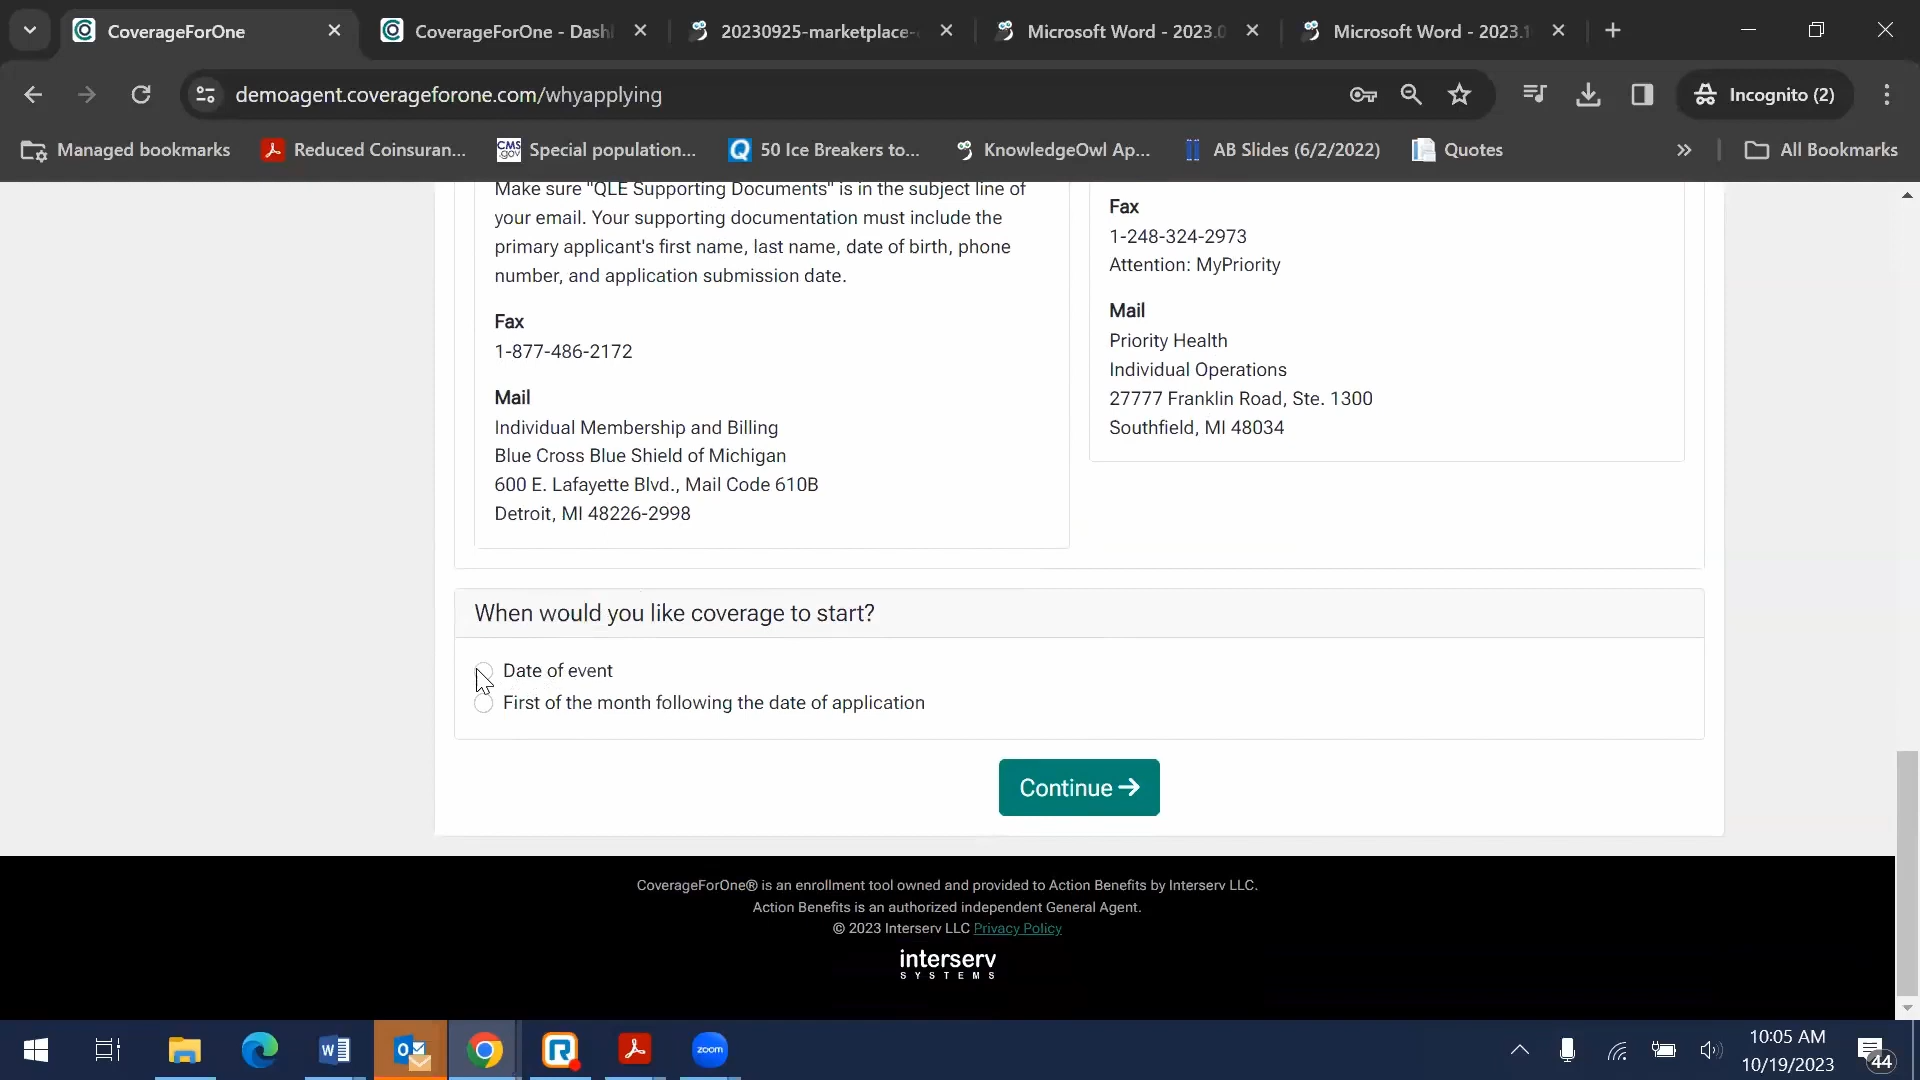 CoverageForOne
CoverageForOne - Dash
20230925-marketplace-
Microsoft Word - 2023.0
Microsoft Word - 2023.1
demoagent.coverageforone.com/whyapplying
Incognito (2)
Managed bookmarks
Reduced Coinsuran...
CMS.gov
Special population...
50 Ice Breakers to...
KnowledgeOwl Ap...
AB Slides (6/2/2022)
Quotes
All Bookmarks
Make sure "QLE Supporting Documents" is in the subject line of
your email. Your supporting documentation must include the
primary applicant's first name, last name, date of birth, phone
number, and application submission date.
Fax
1-877-486-2172
Mail
Individual Membership and Billing
Blue Cross Blue Shield of Michigan
600 E. Lafayette Blvd., Mail Code 610B
Detroit, MI 48226-2998
Fax
1-248-324-2973
Attention: MyPriority
Mail
Priority Health
Individual Operations
27777 Franklin Road, Ste. 1300
Southfield, MI 48034
When would you like coverage to start?
Date of event
First of the month following the date of application
Continue
CoverageForOne® is an enrollment tool owned and provided to Action Benefits by Interserv LLC.
Action Benefits is an authorized independent General Agent.
© 2023 Interserv LLC Privacy Policy
interserv
SYSTEMS
zoom
10:05 AM
10/19/2023
44